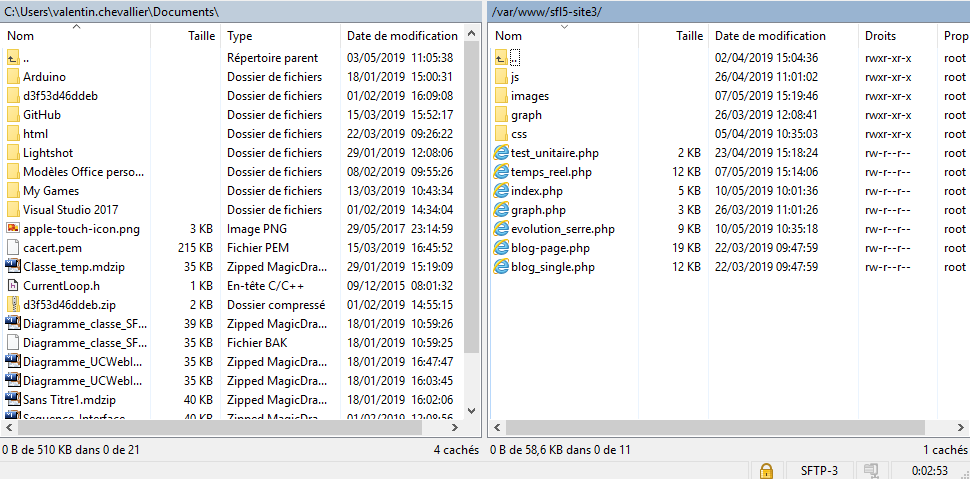 C:\Users\valentin.chevallier\Documents\
Nom Taille Type Date de modification
.. Répertoire parent 03/05/2019 11:05:38
Arduino Dossier de fichiers 18/01/2019 15:00:31
d3f53d46ddeb Dossier de fichiers 01/02/2019 16:09:08
GitHub Dossier de fichiers 15/03/2019 15:52:17
html Dossier de fichiers 22/03/2019 09:26:22
Lightshot Dossier de fichiers 29/01/2019 12:08:06
Modèles Office perso... Dossier de fichiers 08/02/2019 09:55:26
My Games Dossier de fichiers 13/03/2019 10:43:34
Visual Studio 2017 Dossier de fichiers 01/02/2019 14:34:04
apple-touch-icon.png 3 KB Image PNG 29/05/2017 23:14:59
cacert.pem 215 KB Fichier PEM 15/03/2019 16:45:52
Classe_temp.mdzip 35 KB Zipped MagicDra... 29/01/2019 15:19:09
CurrentLoop.h 1 KB En-tête C/C++ 09/12/2015 08:01:32
d3f53d46ddeb.zip 2 KB Dossier compressé 01/02/2019 14:55:15
Diagramme_classe_SF... 39 KB Zipped MagicDra... 18/01/2019 10:59:26
Diagramme_classe_SF... 35 KB Fichier BAK 18/01/2019 10:59:25
Diagramme_UCWebl... 35 KB Zipped MagicDra... 18/01/2019 16:47:47
Diagramme_UCWebl... 35 KB Zipped MagicDra... 18/01/2019 16:03:45
Sans Titre1.mdzip 40 KB Zipped MagicDra... 18/01/2019 16:02:06
Sequence_Interface 40 KB Zipped MagicDra... 01/02/2019 12:08:56
0 B de 510 KB dans 0 de 21 4 cachés
/var/www/sfl5-site3/
Nom Taille Date de modification Droits Prop
.. 02/04/2019 15:04:36 rwxr-xr-x root
js 26/03/2019 11:01:02 rwxr-xr-x root
images 07/05/2019 15:19:46 rwxr-xr-x root
graph 26/03/2019 12:08:41 rwxr-xr-x root
css 05/04/2019 10:35:03 rwxr-xr-x root
test_unitaire.php 2 KB 23/04/2019 15:18:24 rw-r--r-- root
temps_reel.php 12 KB 07/05/2019 15:14:06 rw-r--r-- root
index.php 5 KB 10/05/2019 10:01:36 rw-r--r-- root
graph.php 3 KB 26/03/2019 11:01:26 rw-r--r-- root
evolution_serre.php 9 KB 10/05/2019 10:35:18 rw-r--r-- root
blog-page.php 19 KB 22/03/2019 09:47:59 rw-r--r-- root
blog_single.php 12 KB 22/03/2019 09:47:59 rw-r--r-- root
0 B de 58,6 KB dans 0 de 11 1 cachés
SFTP-3 0:02:53